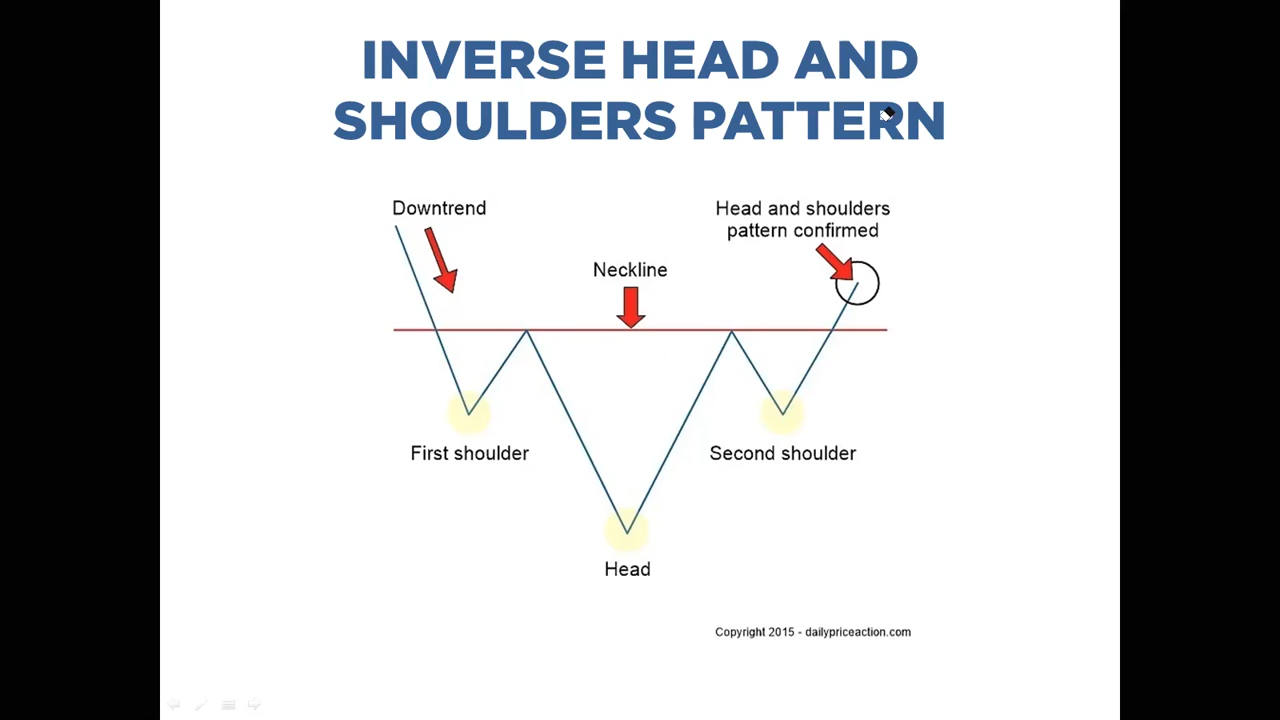 INVERSE HEAD AND
SHOULDERS PATTERN
Downtrend
Head and shoulders
pattern confirmed
Neckline
First shoulder
Second shoulder
Head
Copyright 2015 - dailypriceaction.com